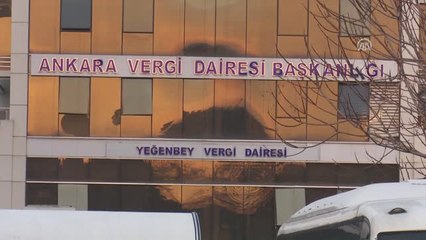 ANKARA VERGİ DAİRESİ BAŞKANLIĞI
YEĞENBEY VERGİ DAİRESİ